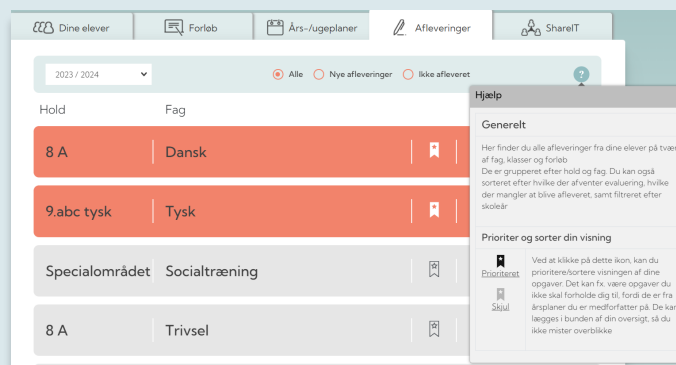 Dine elever
Forløb
Års-/ugeplaner
Afleveringer
ShareIT
2023 / 2024
Alle
Nye afleveringer
Ikke afleveret
?
Hold
Fag
8 A
Dansk
9.abc tysk
Tysk
Specialområdet
Socialtræning
8 A
Trivsel
Hjælp
Generelt
Her finder du alle afleveringer fra dine elever på tvær
af fag, klasser og forløb
De er grupperet efter hold og fag. Du kan også
sorteret efter hvilke der afventer evaluering, hvilke
der mangler at blive afleveret, samt filtreret efter
skoleår
Prioriter og sorter din visning
Prioriteret
Skjul
Ved at klikke på dette ikon, kan du
prioritere/sortere visningen af dine
opgaver. Det kan fx. være opgaver du
ikke skal forholde dig til, fordi de er fra
årsplaner du er medforfatter på. De kan
lægges i bunden af din oversigt, så du
ikke mister overblikke